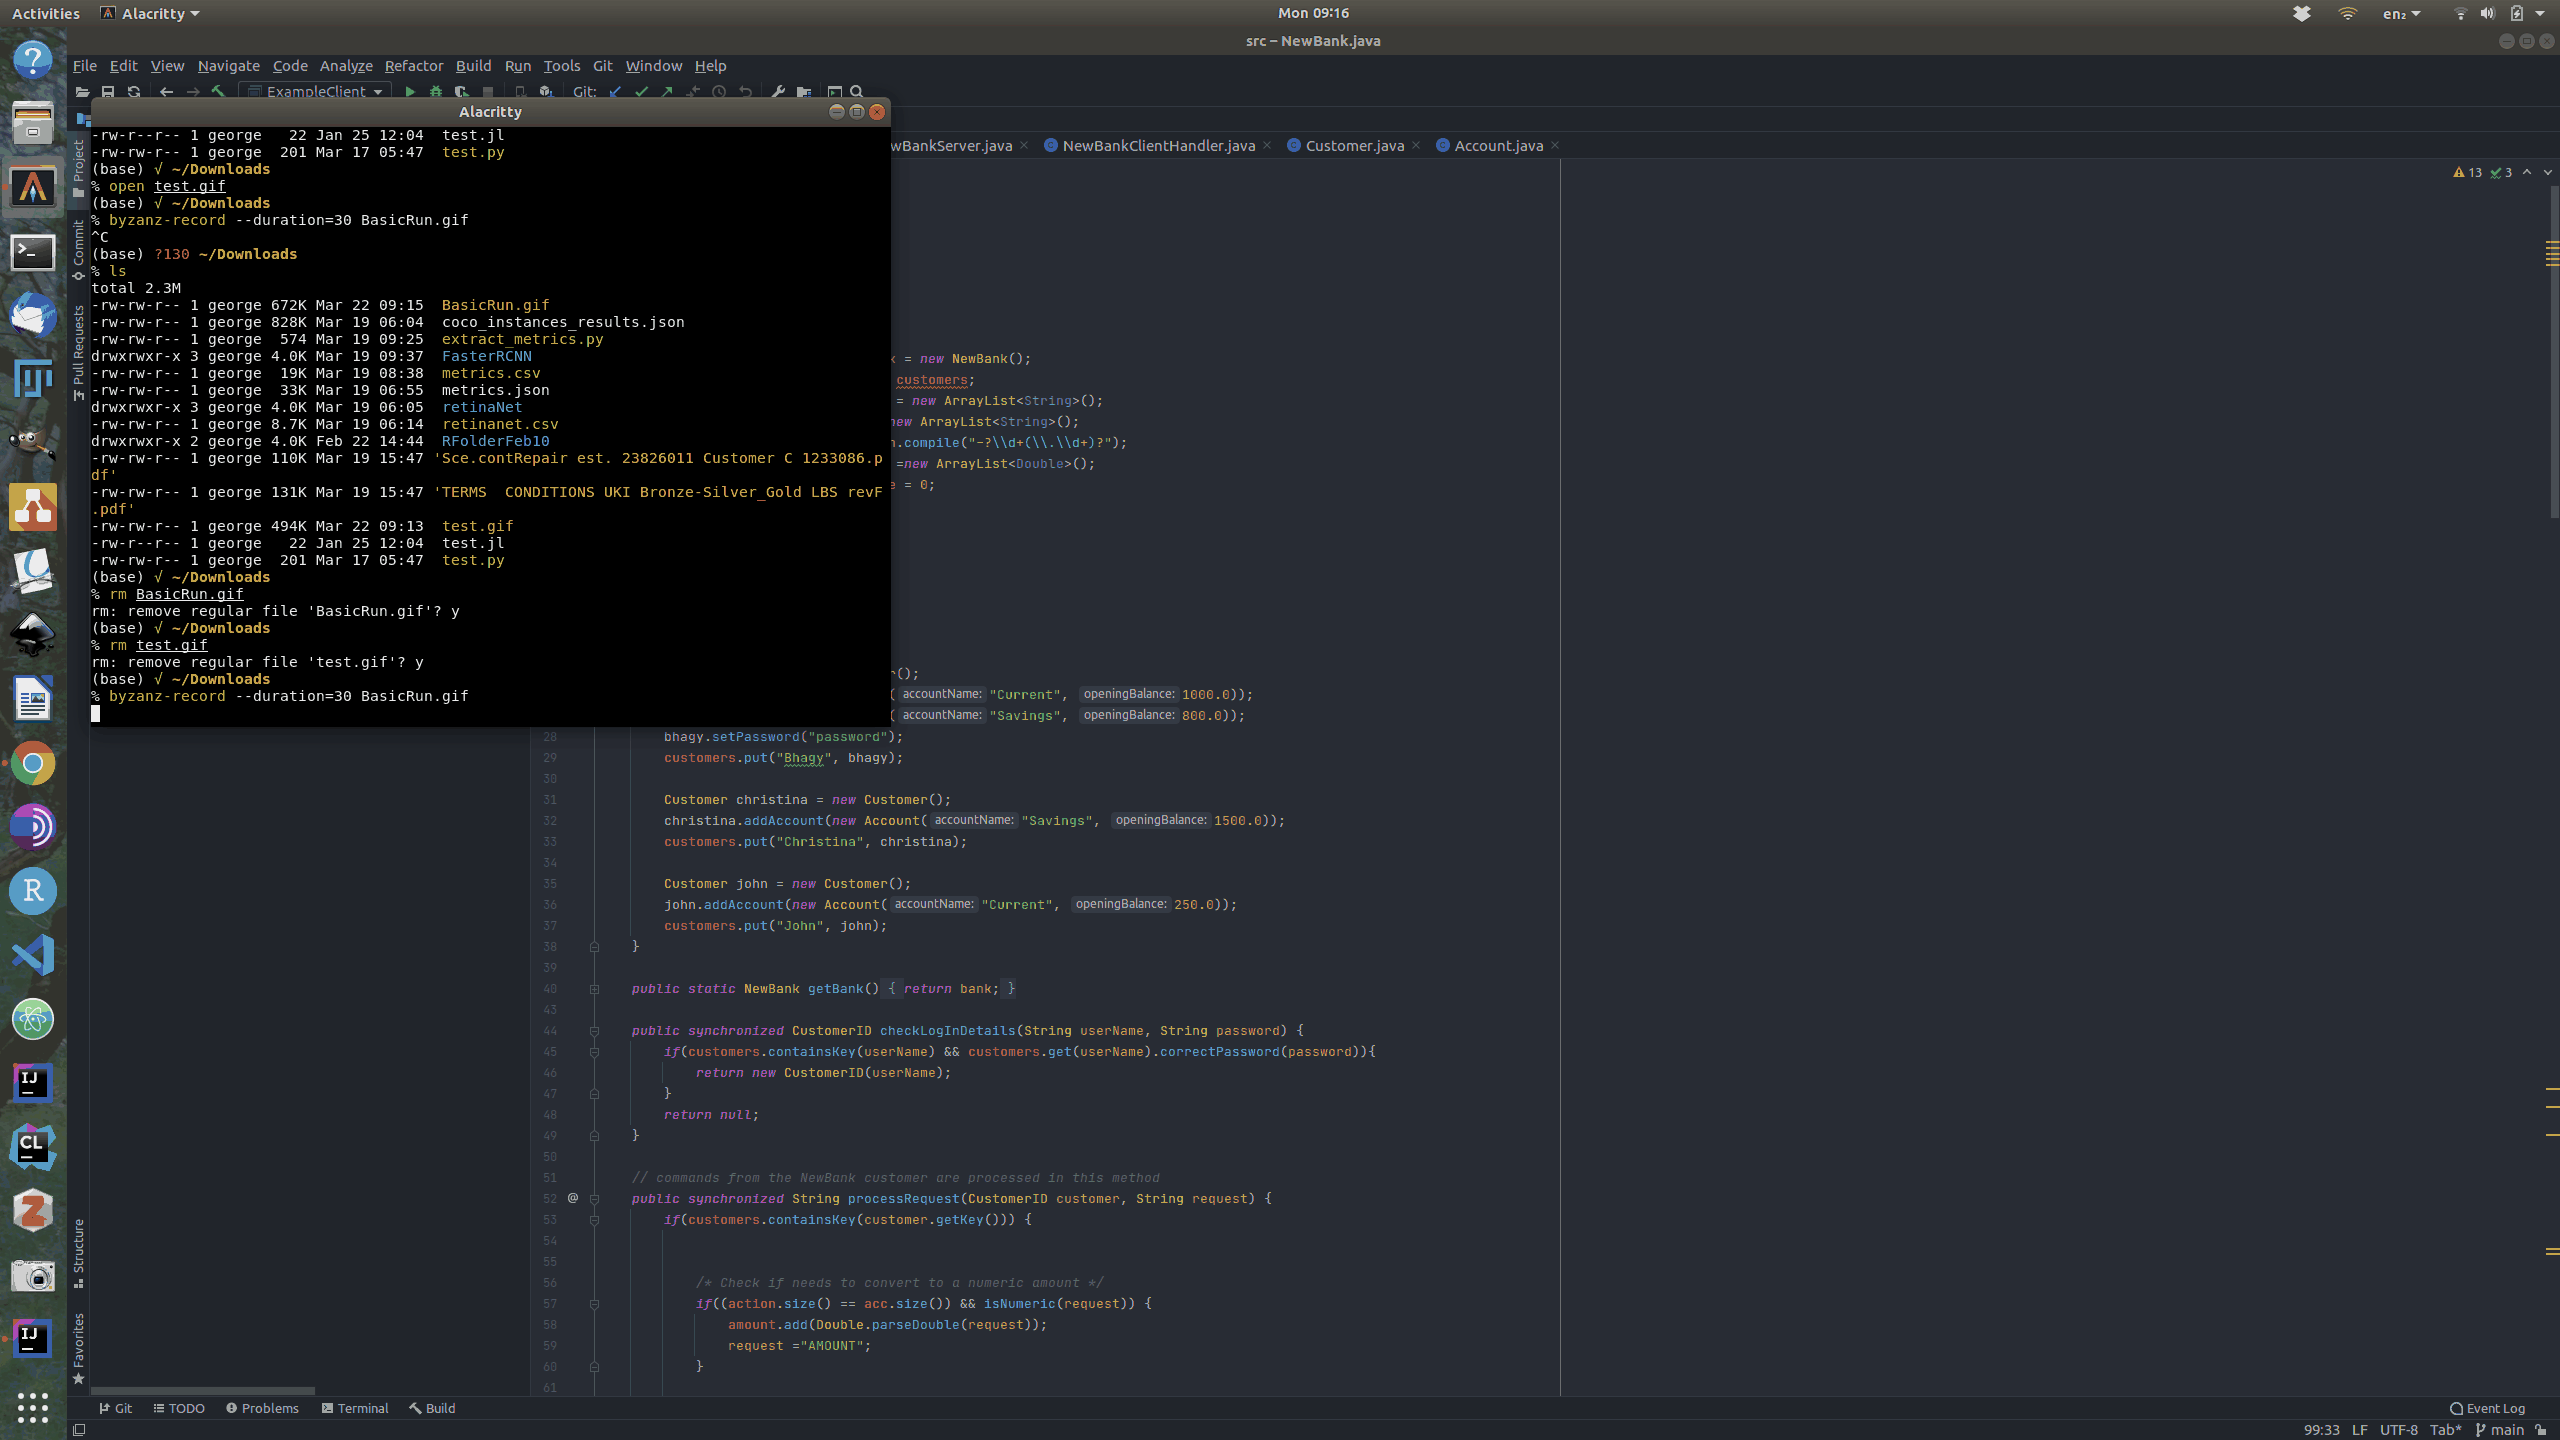 Activities Alacritty Mon 09:16 en₂
src – NewBank.java
File Edit View Navigate Code Analyze Refactor Build Run Tools Git Window Help
ExampleClient Git:
Alacritty
wBankServer.java NewBankClientHandler.java Customer.java Account.java
13 3
Project
Commit
Pull Requests
-rw-r--r-- 1 george   22 Jan 25 12:04  test.jl
-rw-rw-r-- 1 george  201 Mar 17 05:47  test.py
(base) √ ~/Downloads
% open test.gif
(base) √ ~/Downloads
% byzanz-record --duration=30 BasicRun.gif
^C
(base) ?130 ~/Downloads
% ls
total 2.3M
-rw-rw-r-- 1 george 672K Mar 22 09:15  BasicRun.gif
-rw-rw-r-- 1 george 828K Mar 19 06:04  coco_instances_results.json
-rw-rw-r-- 1 george  574 Mar 19 09:25  extract_metrics.py
drwxrwxr-x 3 george 4.0K Mar 19 09:37  FasterRCNN
-rw-rw-r-- 1 george  19K Mar 19 08:38  metrics.csv
-rw-rw-r-- 1 george  33K Mar 19 06:55  metrics.json
drwxrwxr-x 3 george 4.0K Mar 19 06:05  retinaNet
-rw-rw-r-- 1 george 8.7K Mar 19 06:14  retinanet.csv
drwxrwxr-x 2 george 4.0K Feb 22 14:44  RFolderFeb10
-rw-rw-r-- 1 george 110K Mar 19 15:47 'Sce.contRepair est. 23826011 Customer C 1233086.p
df'
-rw-rw-r-- 1 george 131K Mar 19 15:47 'TERMS  CONDITIONS UKI Bronze-Silver_Gold LBS revF
.pdf'
-rw-rw-r-- 1 george 494K Mar 22 09:13  test.gif
-rw-r--r-- 1 george   22 Jan 25 12:04  test.jl
-rw-rw-r-- 1 george  201 Mar 17 05:47  test.py
(base) √ ~/Downloads
% rm BasicRun.gif
rm: remove regular file 'BasicRun.gif'? y
(base) √ ~/Downloads
% rm test.gif
rm: remove regular file 'test.gif'? y
(base) √ ~/Downloads
% byzanz-record --duration=30 BasicRun.gif
= new NewBank();
customers;
= new ArrayList<String>();
new ArrayList<String>();
.compile("-?\\d+(\\.\\d+)?");
=new ArrayList<Double>();
= 0;
r();
( accountName: "Current", openingBalance: 1000.0));
( accountName: "Savings", openingBalance: 800.0));
28 bhagy.setPassword("password");
29 customers.put("Bhagy", bhagy);
30
31 Customer christina = new Customer();
32 christina.addAccount(new Account( accountName: "Savings", openingBalance: 1500.0));
33 customers.put("Christina", christina);
34
35 Customer john = new Customer();
36 john.addAccount(new Account( accountName: "Current", openingBalance: 250.0));
37 customers.put("John", john);
38 }
39
40 public static NewBank getBank() { return bank; }
43
44 public synchronized CustomerID checkLogInDetails(String userName, String password) {
45 if(customers.containsKey(userName) && customers.get(userName).correctPassword(password)){
46 return new CustomerID(userName);
47 }
48 return null;
49 }
50
51 // commands from the NewBank customer are processed in this method
52 @ public synchronized String processRequest(CustomerID customer, String request) {
53 if(customers.containsKey(customer.getKey())) {
54
55
56 /* Check if needs to convert to a numeric amount */
57 if((action.size() == acc.size()) && isNumeric(request)) {
58 amount.add(Double.parseDouble(request));
59 request ="AMOUNT";
60 }
61
Structure
Favorites
Git TODO Problems Terminal Build Event Log
99:33 LF UTF-8 Tab* main